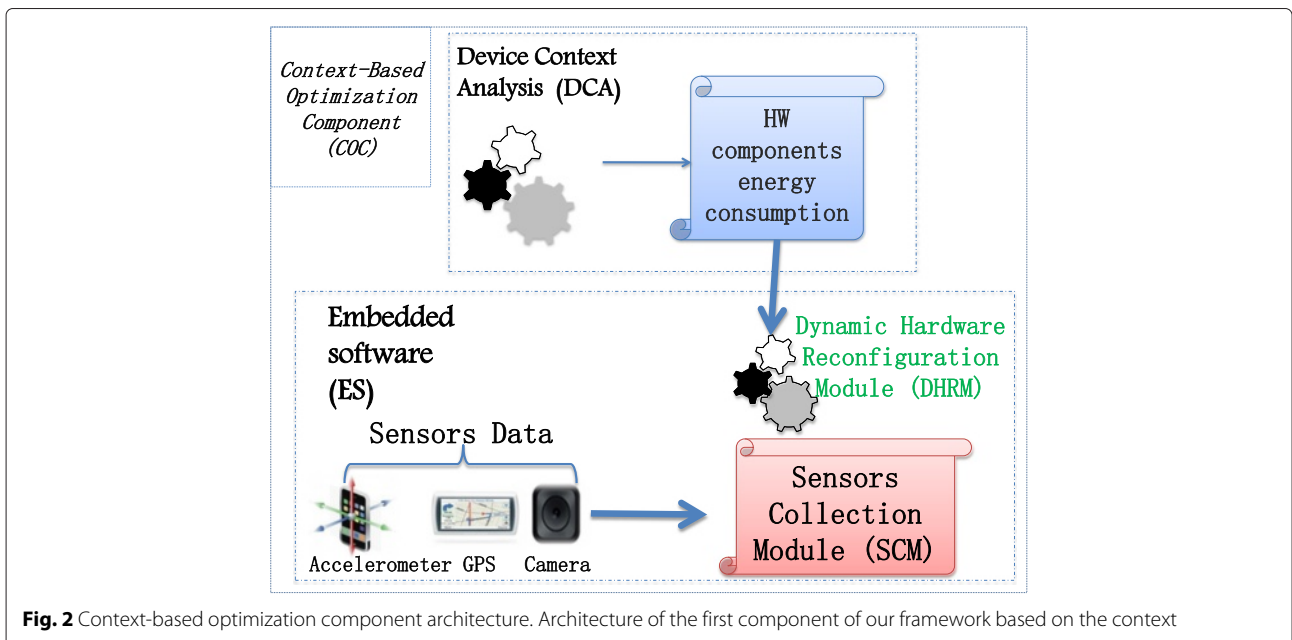 Context-Based
Optimization
Component
(COC)
Device Context
Analysis (DCA)
HW
components
energy
consumption
Embedded
software
(ES)
Dynamic Hardware
Reconfiguration
Module (DHRM)
Sensors Data
Accelerometer GPS Camera
Sensors
Collection
Module (SCM)
Fig. 2 Context-based optimization component architecture. Architecture of the first component of our framework based on the context